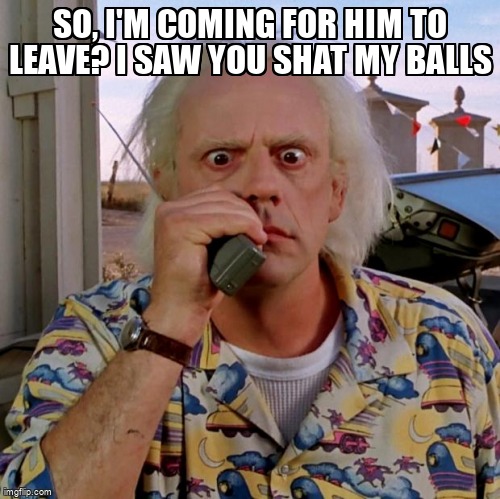 SO, I'M COMING FOR HIM TO
LEAVE? I SAW YOU SHAT MY BALLS
imgflip.com